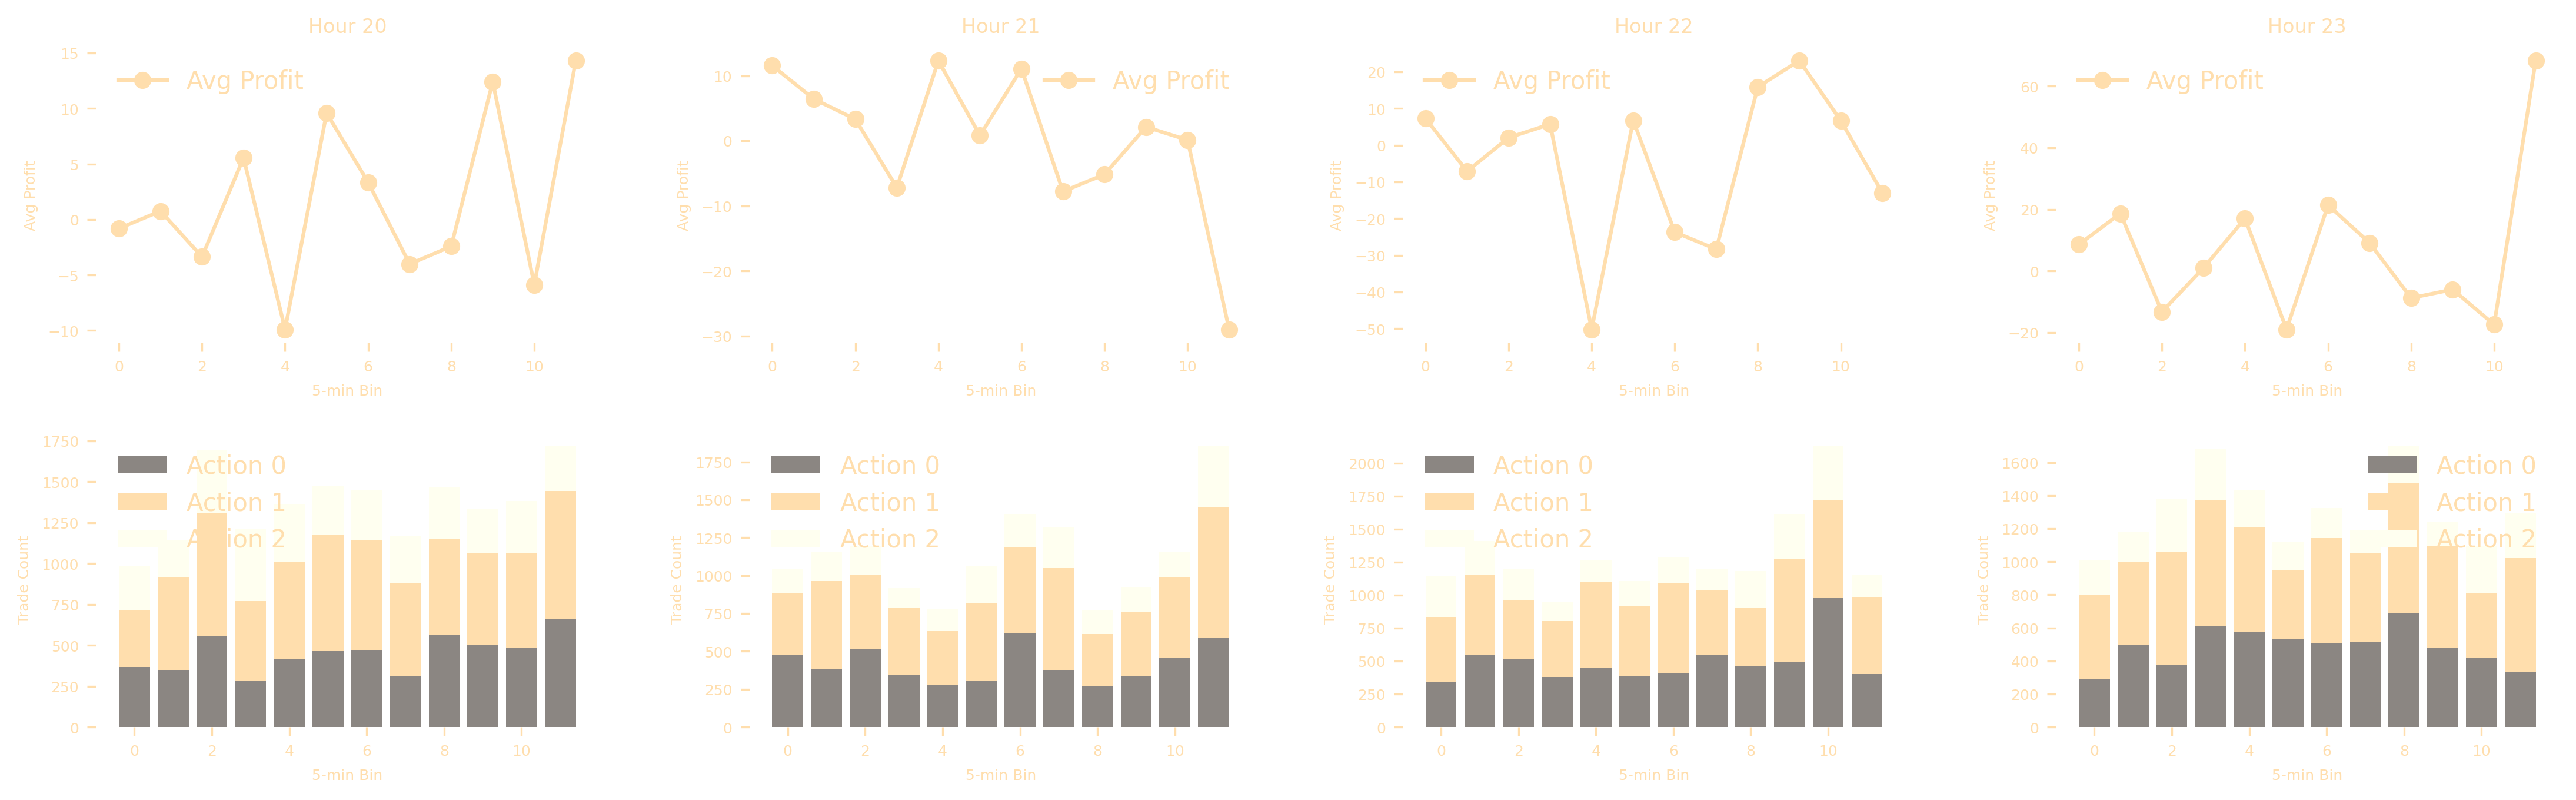 Hour 20
15
10
5
0
−5
−10
Avg Profit
Avg Profit
0 2 4 6 8 10
5-min Bin
Hour 21
10
0
−10
−20
−30
Avg Profit
Avg Profit
0 2 4 6 8 10
5-min Bin
Hour 22
20
10
0
−10
−20
−30
−40
−50
Avg Profit
Avg Profit
0 2 4 6 8 10
5-min Bin
Hour 23
60
40
20
0
−20
Avg Profit
Avg Profit
0 2 4 6 8 10
5-min Bin
1750
1500
1250
1000
750
500
250
0
Trade Count
Action 0
Action 1
Action 2
0 2 4 6 8 10
5-min Bin
1750
1500
1250
1000
750
500
250
0
Trade Count
Action 0
Action 1
Action 2
0 2 4 6 8 10
5-min Bin
2000
1750
1500
1250
1000
750
500
250
0
Trade Count
Action 0
Action 1
Action 2
0 2 4 6 8 10
5-min Bin
1600
1400
1200
1000
800
600
400
200
0
Trade Count
Action 0
Action 1
Action 2
0 2 4 6 8 10
5-min Bin